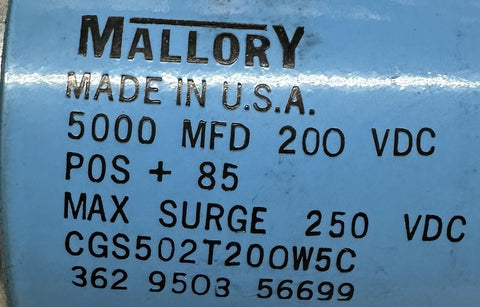 MALLORY
MADE IN U.S.A.
5000 MFD 200 VDC
POS + 85
MAX SURGE 250 VDC
CGS502T200W5C
362 9503 56699